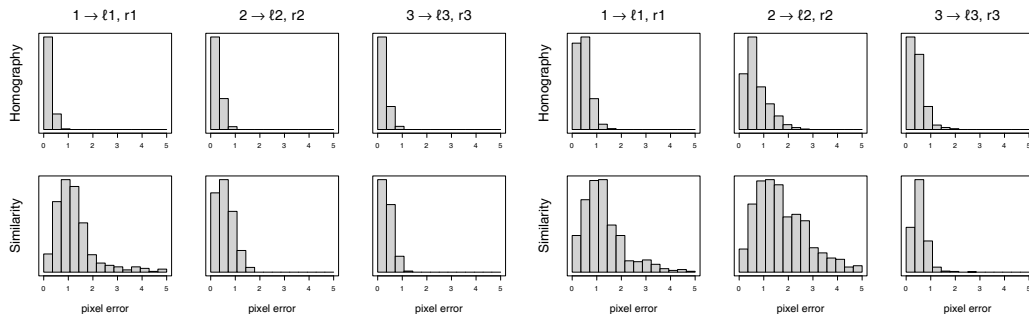 1 → ℓ1, r1 2 → ℓ2, r2 3 → ℓ3, r3 1 → ℓ1, r1 2 → ℓ2, r2 3 → ℓ3, r3
Homography Homography
0 1 2 3 4 5 0 1 2 3 4 5 0 1 2 3 4 5 0 1 2 3 4 5 0 1 2 3 4 5 0 1 2 3 4 5
Similarity Similarity
0 1 2 3 4 5 0 1 2 3 4 5 0 1 2 3 4 5 0 1 2 3 4 5 0 1 2 3 4 5 0 1 2 3 4 5
pixel error pixel error pixel error pixel error pixel error pixel error